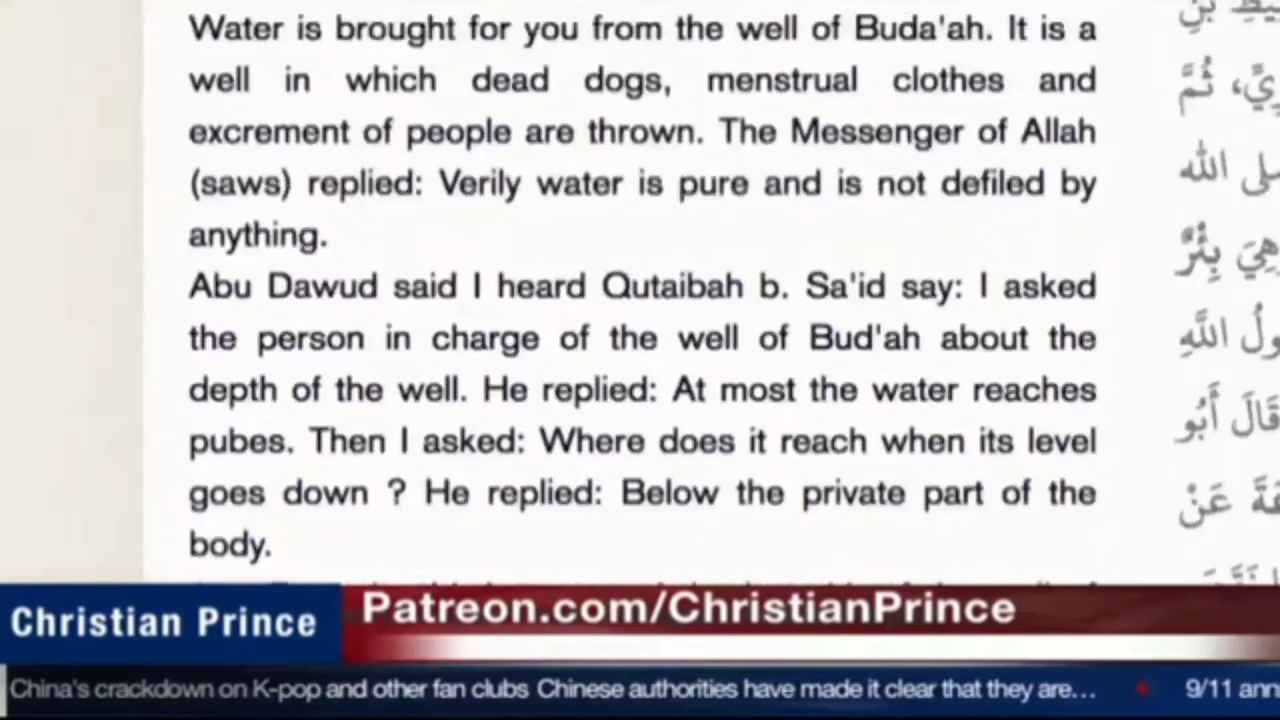 Water is brought for you from the well of Buda'ah. It is a
well in which dead dogs, menstrual clothes and
excrement of people are thrown. The Messenger of Allah
(saws) replied: Verily water is pure and is not defiled by
anything.
Abu Dawud said I heard Qutaibah b. Sa'id say: I asked
the person in charge of the well of Bud'ah about the
depth of the well. He replied: At most the water reaches
pubes. Then I asked: Where does it reach when its level
goes down ? He replied: Below the private part of the
body.
بْنِ
ثُمَّ
صلى الله
وَهِيَ بِئْرٌ
اللَّهِ
قَالَ أَبُو
عَنْ
Christian Prince
Patreon.com/ChristianPrince
China's crackdown on K-pop and other fan clubs Chinese authorities have made it clear that they are...
9/11 ann